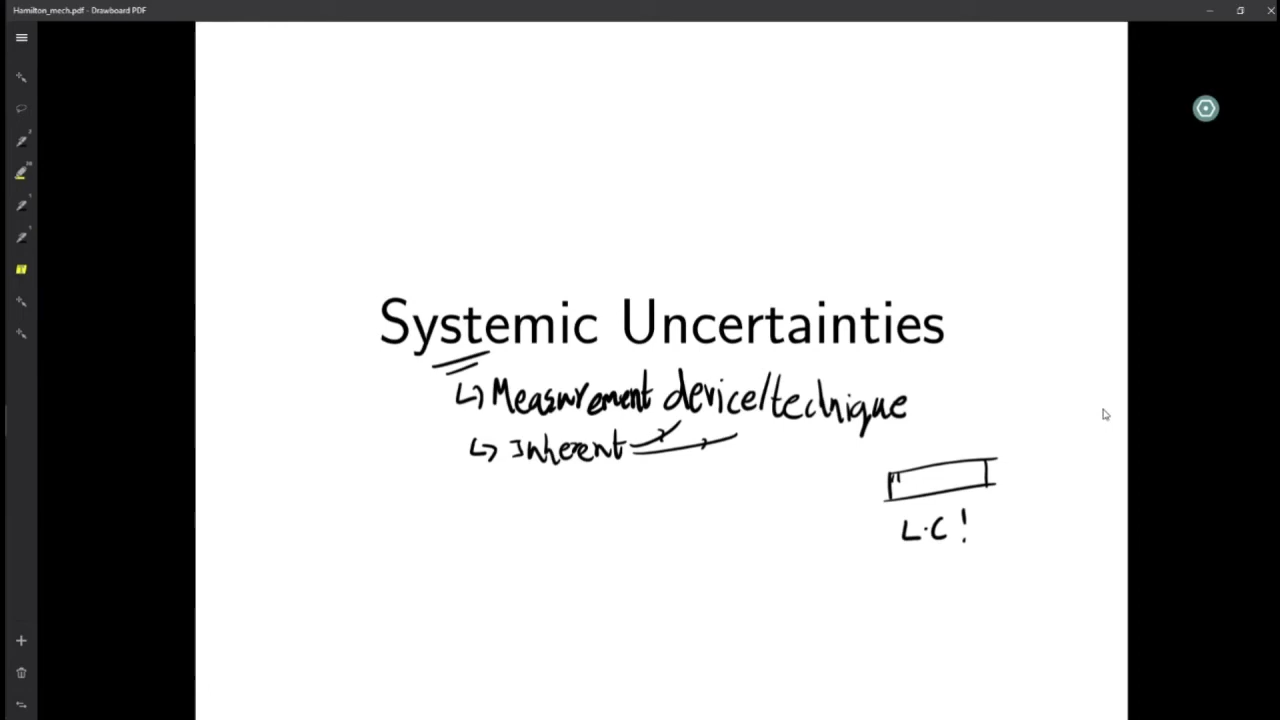 Hamilton_mech.pdf - Drawboard PDF
Systemic Uncertainties
Measurement device/technique
Inherent
L.C!